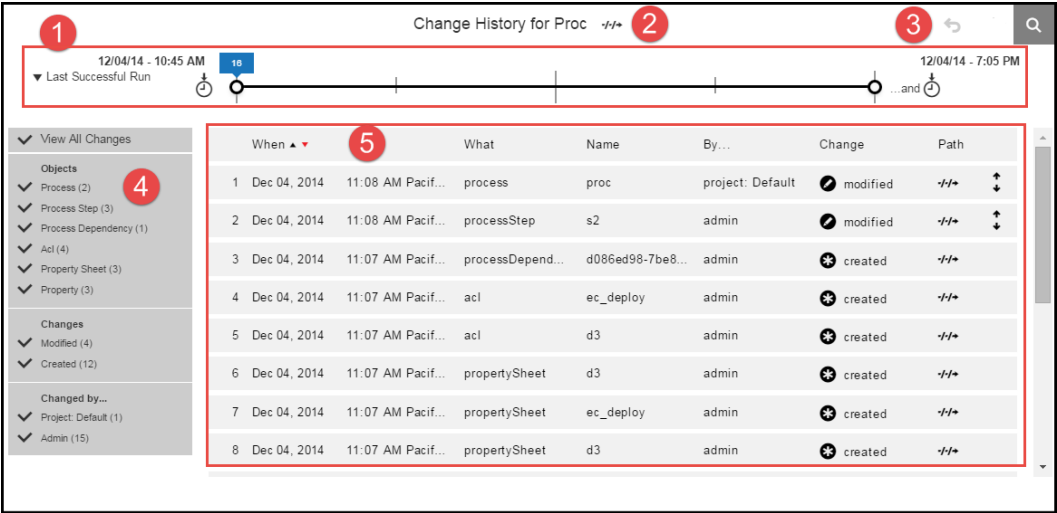 Change History for Proc 2 3
1
12/04/14 - 10:45 AM 16 12/04/14 - 7:05 PM
Last Successful Run ...and
View All Changes
Objects
Process (2)
Process Step (3)
Process Dependency (1)
Acl (4)
Property Sheet (3)
Property (3)
4
Changes
Modified (4)
Created (12)
Changed by...
Project: Default (1)
Admin (15)
When 5 What Name By... Change Path
1 Dec 04, 2014 11:08 AM Pacif... process proc project: Default modified
2 Dec 04, 2014 11:08 AM Pacif... processStep s2 admin modified
3 Dec 04, 2014 11:07 AM Pacif... processDepend... d086ed98-7be8... admin created
4 Dec 04, 2014 11:07 AM Pacif... acl ec_deploy admin created
5 Dec 04, 2014 11:07 AM Pacif... acl d3 admin created
6 Dec 04, 2014 11:07 AM Pacif... propertySheet d3 admin created
7 Dec 04, 2014 11:07 AM Pacif... propertySheet ec_deploy admin created
8 Dec 04, 2014 11:07 AM Pacif... propertySheet d3 admin created